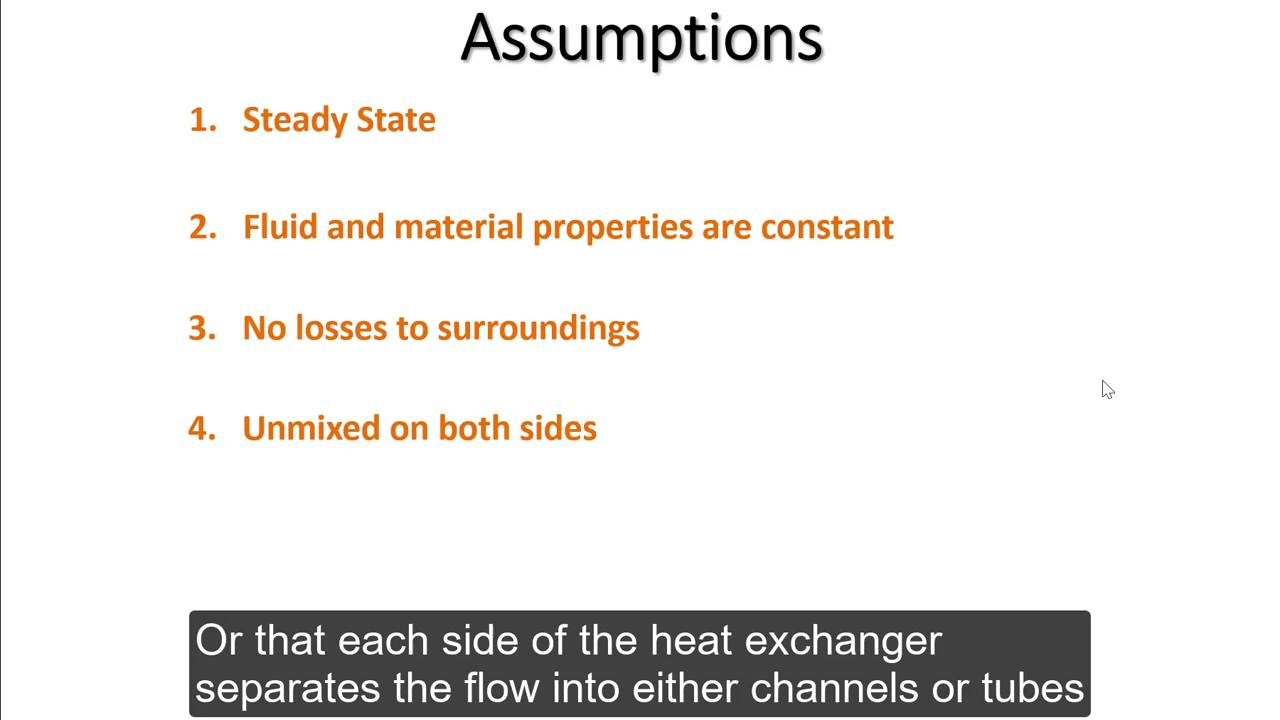 Assumptions
1. Steady State
2. Fluid and material properties are constant
3. No losses to surroundings
4. Unmixed on both sides
Or that each side of the heat exchanger
separates the flow into either channels or tubes